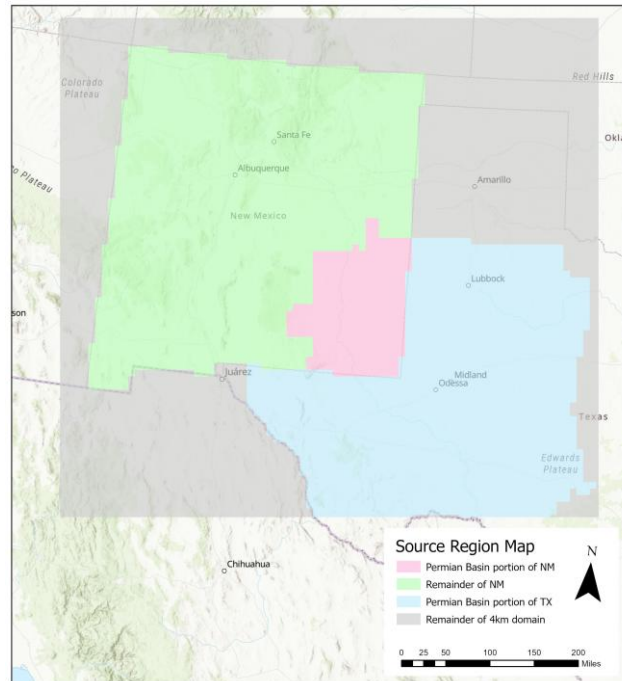 Colorado
Plateau
Red Hills
Santa Fe
Okla
Albuquerque
Amarillo
o Plateau
New Mexico
Lubbock
son
Juárez
Midland
Odessa
Texas
Edwards
Plateau
Chihuahua
Source Region Map
N
Permian Basin portion of NM
Remainder of NM
Permian Basin portion of TX
Remainder of 4km domain
0 25 50 100 150 200
Miles